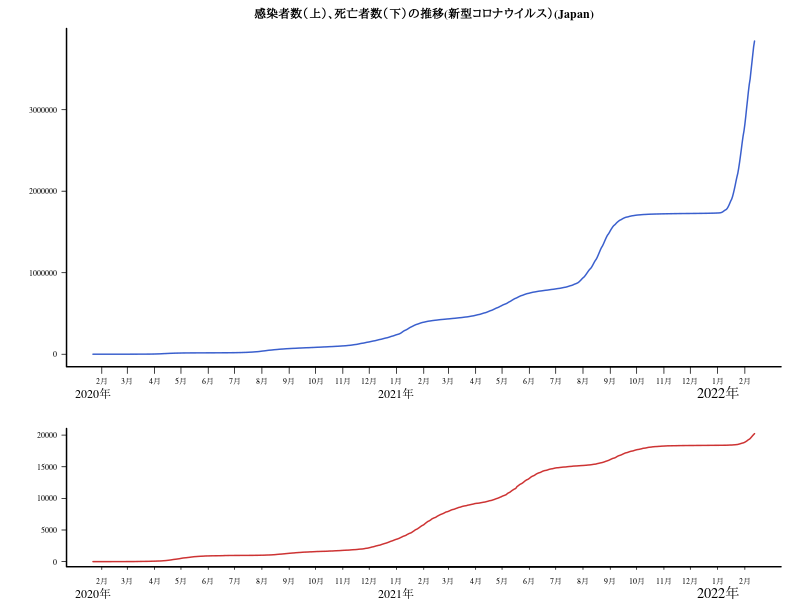 感染者数（上）、死亡者数（下）の推移(新型コロナウイルス）(Japan)
3000000
2000000
1000000
0
2月 3月 4月 5月 6月 7月 8月 9月 10月 11月 12月 1月 2月 3月 4月 5月 6月 7月 8月 9月 10月 11月 12月 1月 2月
2020年 2021年 2022年
20000
15000
10000
5000
0
2月 3月 4月 5月 6月 7月 8月 9月 10月 11月 12月 1月 2月 3月 4月 5月 6月 7月 8月 9月 10月 11月 12月 1月 2月
2020年 2021年 2022年